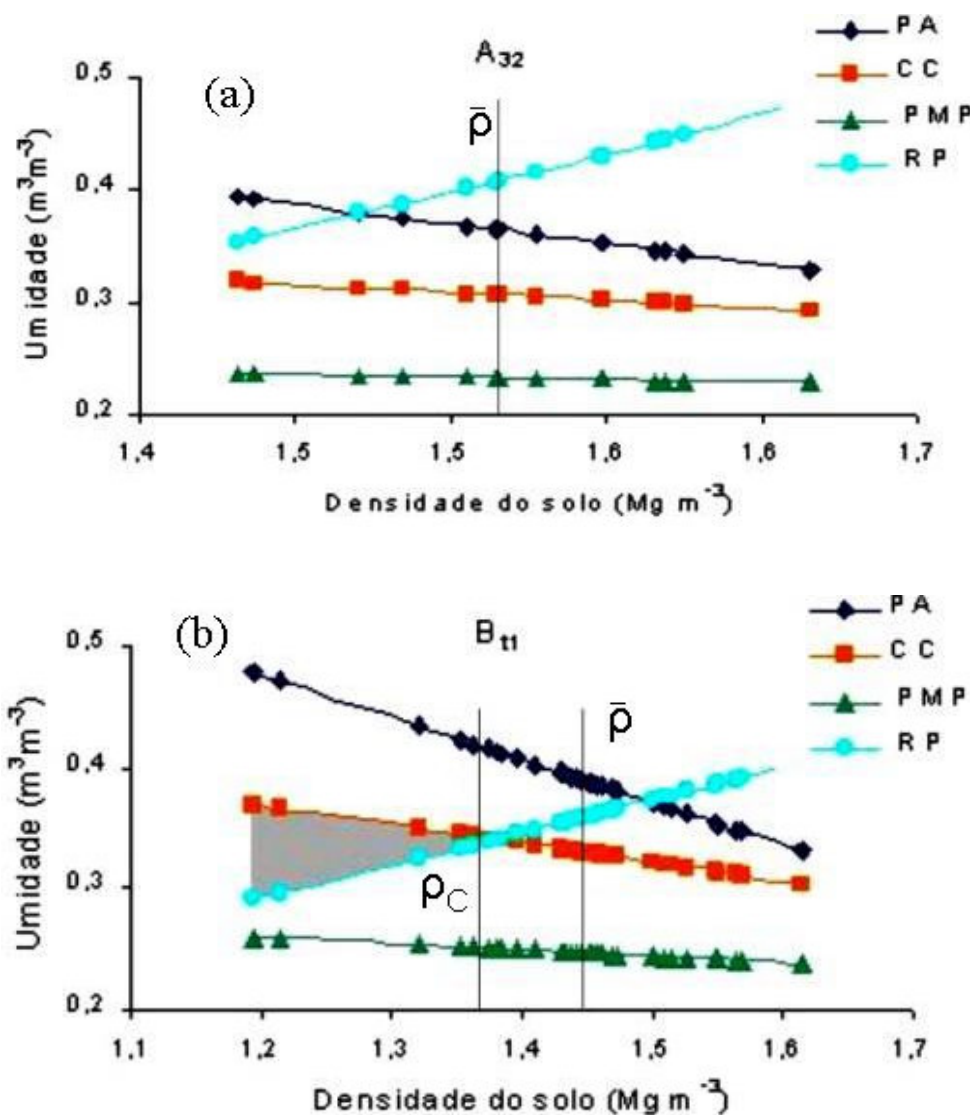 (a)
A32
ρ̄
PA
CC
PMP
RP
Umidade (m³m⁻³)
0,5
0,4
0,3
0,2
1,4
1,5
1,5
1,6
1,6
1,7
Densidade do solo (Mg m⁻³)
(b)
Bt1
ρ̄
ρC
PA
CC
PMP
RP
Umidade (m³m⁻³)
0,5
0,4
0,3
0,2
1,1
1,2
1,3
1,4
1,5
1,6
1,7
Densidade do solo (Mg m⁻³)